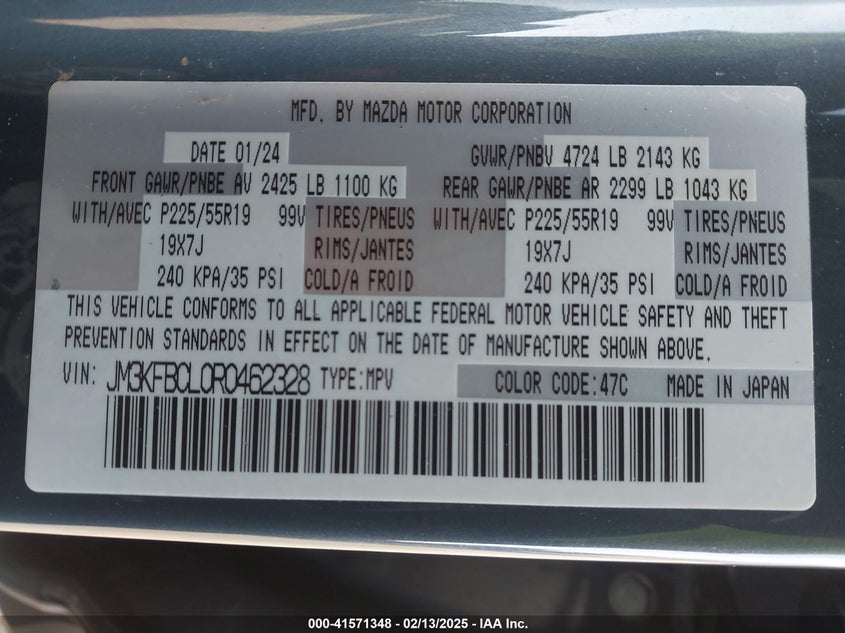 MFD. BY MAZDA MOTOR CORPORATION
DATE 01/24 GVWR/PNBV 4724 LB 2143 KG
FRONT GAWR/PNBE AV 2425 LB 1100 KG REAR GAWR/PNBE AR 2299 LB 1043 KG
WITH/AVEC P225/55R19 99V TIRES/PNEUS WITH/AVEC P225/55R19 99V TIRES/PNEUS
19X7J RIMS/JANTES 19X7J RIMS/JANTES
240 KPA/35 PSI COLD/A FROID 240 KPA/35 PSI COLD/A FROID
THIS VEHICLE CONFORMS TO ALL APPLICABLE FEDERAL MOTOR VEHICLE SAFETY AND THEFT
PREVENTION STANDARDS IN EFFECT ON THE DATE OF MANUFACTURE SHOWN ABOVE.
VIN: JM3KFBCL0R0462328 TYPE:MPV COLOR CODE:47C MADE IN JAPAN
000-41571348 - 02/13/2025 - IAA Inc.